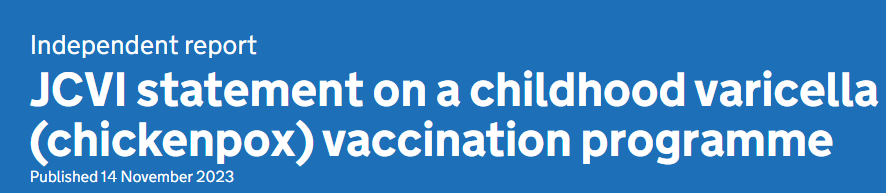 Independent report
JCVI statement on a childhood varicella
(chickenpox) vaccination programme
Published 14 November 2023